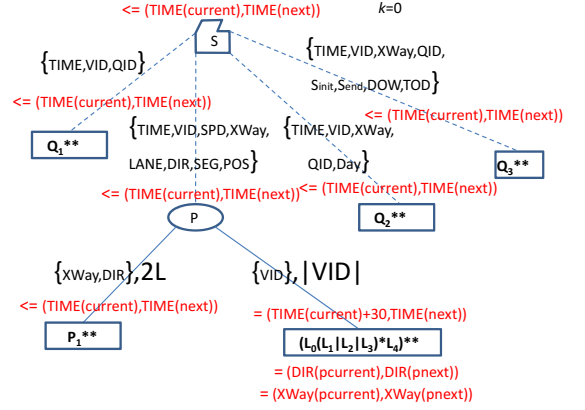 <= (TIME(current),TIME(next))
k=0
S
{TIME,VID,QID}
{TIME,VID,XWay,QID,
Sinit,Send,DOW,TOD}
<= (TIME(current),TIME(next))
<= (TIME(current),TIME(next))
Q1**
{TIME,VID,SPD,XWay,
LANE,DIR,SEG,POS}
{TIME,VID,XWay,
QID,Day}
Q3**
<= (TIME(current),TIME(next))
<= (TIME(current),TIME(next))
P
Q2**
{XWay,DIR},2L
{VID},|VID|
<= (TIME(current),TIME(next))
= (TIME(current)+30,TIME(next))
P1**
(L0(L1|L2|L3)*L4)**
= (DIR(pcurrent),DIR(pnext))
= (XWay(pcurrent),XWay(pnext))